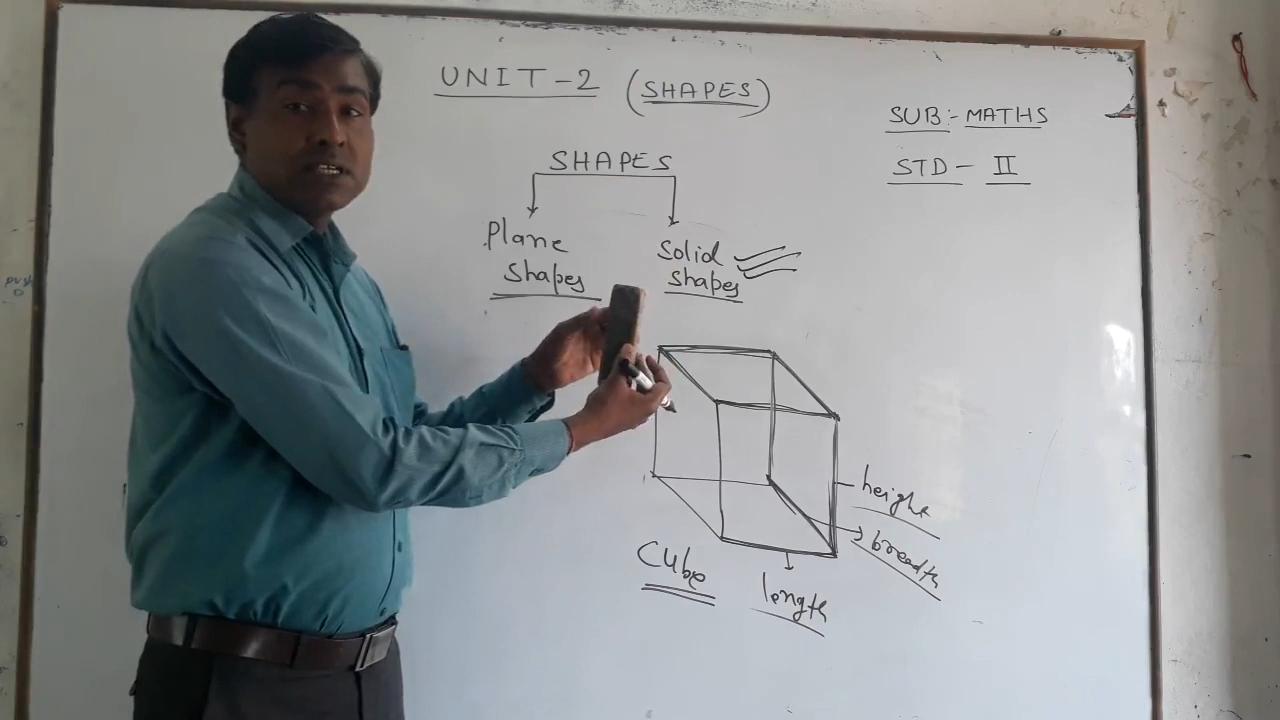 UNIT-2 (SHAPES)
SUB:- MATHS
STD- II
SHAPES
Plane
Shapes
Solid
Shapes
height
breadth
Cube
length